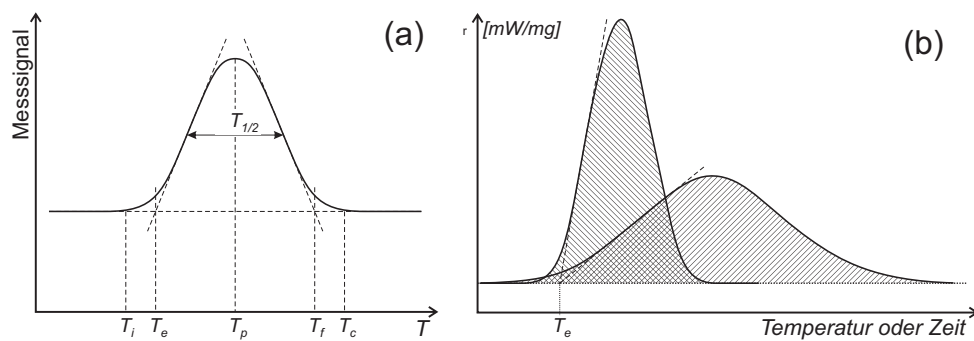 Messsignal
(a)
T1/2
Ti Te Tp Tf Tc T
r [mW/mg]
(b)
Te
Temperatur oder Zeit